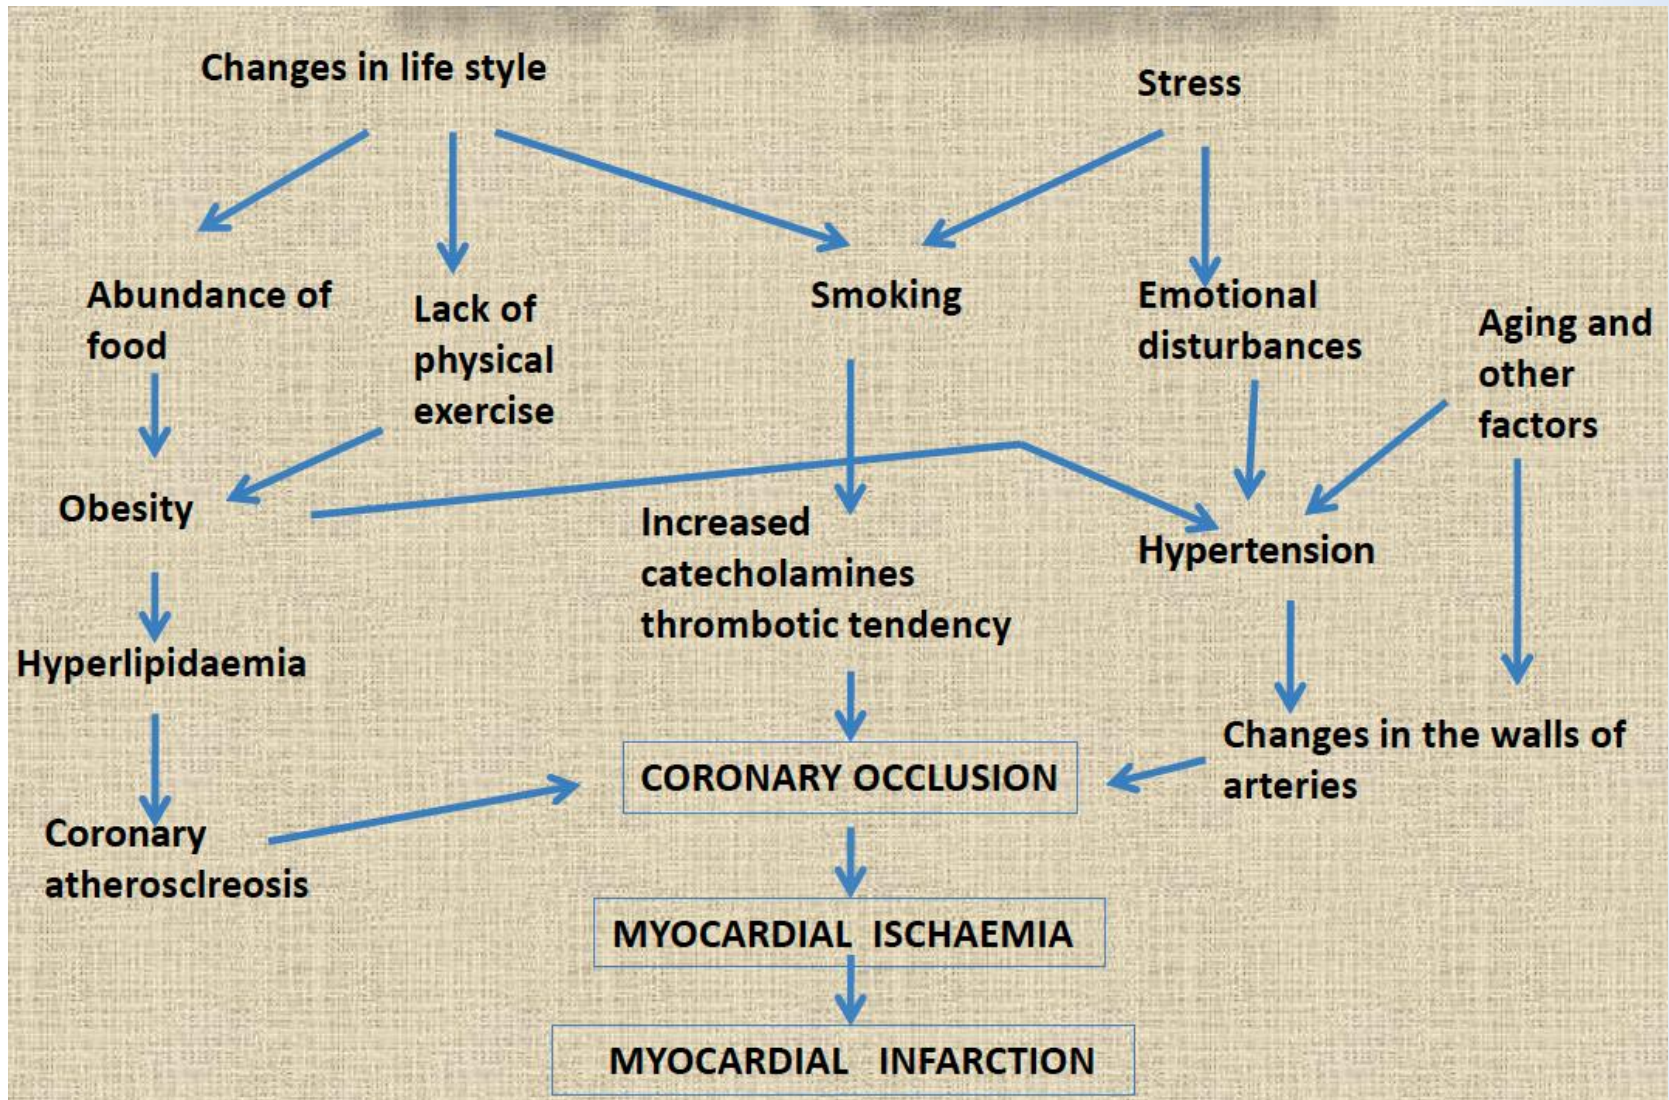 Changes in life style
Stress
Abundance of
food
Lack of
physical
exercise
Smoking
Emotional
disturbances
Aging and
other
factors
Obesity
Increased
catecholamines
thrombotic tendency
Hypertension
Hyperlipidaemia
Changes in the walls of
arteries
CORONARY OCCLUSION
Coronary
atherosclreosis
MYOCARDIAL ISCHAEMIA
MYOCARDIAL INFARCTION